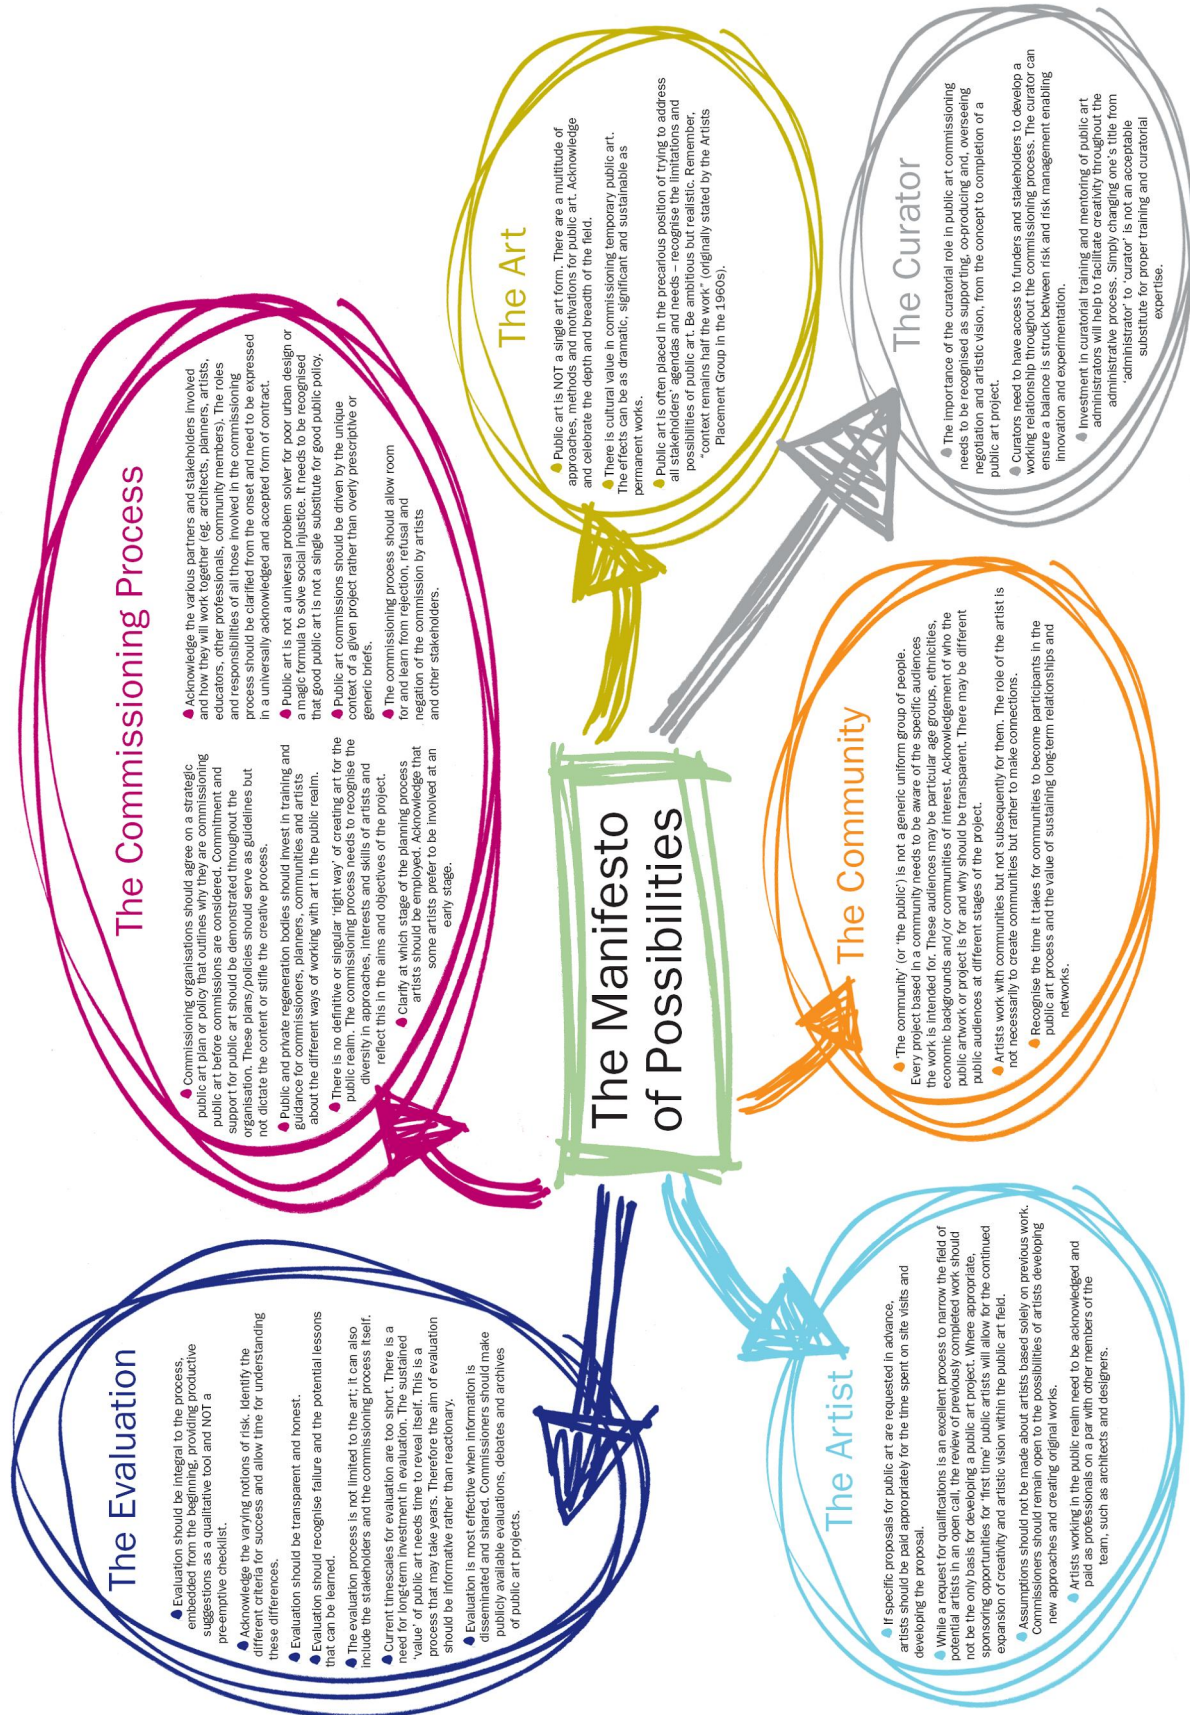 The Manifesto
of Possibilities
The Evaluation
Evaluation should be integral to the process,
embedded from the beginning, providing productive
suggestions as a qualitative tool and NOT a
pre-emptive checklist.
Acknowledge the varying notions of risk. Identify the
different criteria for success and allow time for understanding
these differences.
Evaluation should be transparent and honest.
Evaluation should recognise failure and the potential lessons
that can be learned.
The evaluation process is not limited to the art; it can also
include the stakeholders and the commissioning process itself.
Current timescales for evaluation are too short. There is a
need for long-term investment in evaluation. The sustained
'value' of public art needs time to reveal itself. This is a
process that may take years. Therefore the aim of evaluation
should be informative rather than reactionary.
Evaluation is most effective when information is
disseminated and shared. Commissioners should make
publicly available evaluations, debates and archives
of public art projects.
The Commissioning Process
Commissioning organisations should agree on a strategic
public art plan or policy that outlines why they are commissioning
public art before commissions are considered. Commitment and
support for public art should be demonstrated throughout the
organisation. These plans/policies should serve as guidelines but
not dictate the content or stifle the creative process.
Public and private regeneration bodies should invest in training and
guidance for commissioners, planners, communities and artists
about the different ways of working with art in the public realm.
There is no definitive or singular 'right way' of creating art for the
public realm. The commissioning process needs to recognise the
diversity in approaches, interests and skills of artists and
reflect this in the aims and objectives of the project.
Clarify at which stage of the planning process
artists should be employed. Acknowledge that
some artists prefer to be involved at an
early stage.
Acknowledge the various partners and stakeholders involved
and how they will work together (eg. architects, planners, artists,
educators, other professionals, community members). The roles
and responsibilities of all those involved in the commissioning
process should be clarified from the onset and need to be expressed
in a universally acknowledged and accepted form of contract.
Public art is not a universal problem solver for poor urban design or
a magic formula to solve social injustice. It needs to be recognised
that good public art is not a single substitute for good public policy.
Public art commissions should be driven by the unique
context of a given project rather than overly prescriptive or
generic briefs.
The commissioning process should allow room
for and learn from rejection, refusal and
negation of the commission by artists
and other stakeholders.
The Art
Public art is NOT a single art form. There are a multitude of
approaches, methods and motivations for public art. Acknowledge
and celebrate the depth and breadth of the field.
There is cultural value in commissioning temporary public art.
The effects can be as dramatic, significant and sustainable as
permanent works.
Public art is often placed in the precarious position of trying to address
all stakeholders' agendas and needs – recognise the limitations and
possibilities of public art. Be ambitious but realistic. Remember,
"context remains half the work" (originally stated by the Artists
Placement Group in the 1960s).
The Artist
If specific proposals for public art are requested in advance,
artists should be paid appropriately for the time spent on site visits and
developing the proposal.
While a request for qualifications is an excellent process to narrow the field of
potential artists in an open call, the review of previously completed work should
not be the only basis for developing a public art project. Where appropriate,
sponsoring opportunities for 'first time' public artists will allow for the continued
expansion of creativity and artistic vision within the public art field.
Assumptions should not be made about artists based solely on previous work.
Commissioners should remain open to the possibilities of artists developing
new approaches and creating original works.
Artists working in the public realm need to be acknowledged and
paid as professionals on a par with other members of the
team, such as architects and designers.
The Community
'The community' (or 'the public') is not a generic uniform group of people.
Every project based in a community needs to be aware of the specific audiences
the work is intended for. These audiences may be particular age groups, ethnicities,
economic backgrounds and/or communities of interest. Acknowledgement of who the
public artwork or project is for and why should be transparent. There may be different
public audiences at different stages of the project.
Artists work with communities but not subsequently for them. The role of the artist is
not necessarily to create communities but rather to make connections.
Recognise the time it takes for communities to become participants in the
public art process and the value of sustaining long-term relationships and
networks.
The Curator
The importance of the curatorial role in public art commissioning
needs to be recognised as supporting, co-producing and, overseeing
negotiation and artistic vision, from the concept to completion of a
public art project.
Curators need to have access to funders and stakeholders to develop a
working relationship throughout the commissioning process. The curator can
ensure a balance is struck between risk and risk management enabling
innovation and experimentation.
Investment in curatorial training and mentoring of public art
administrators will help to facilitate creativity throughout the
administrative process. Simply changing one's title from
'administrator' to 'curator' is not an acceptable
substitute for proper training and curatorial
expertise.